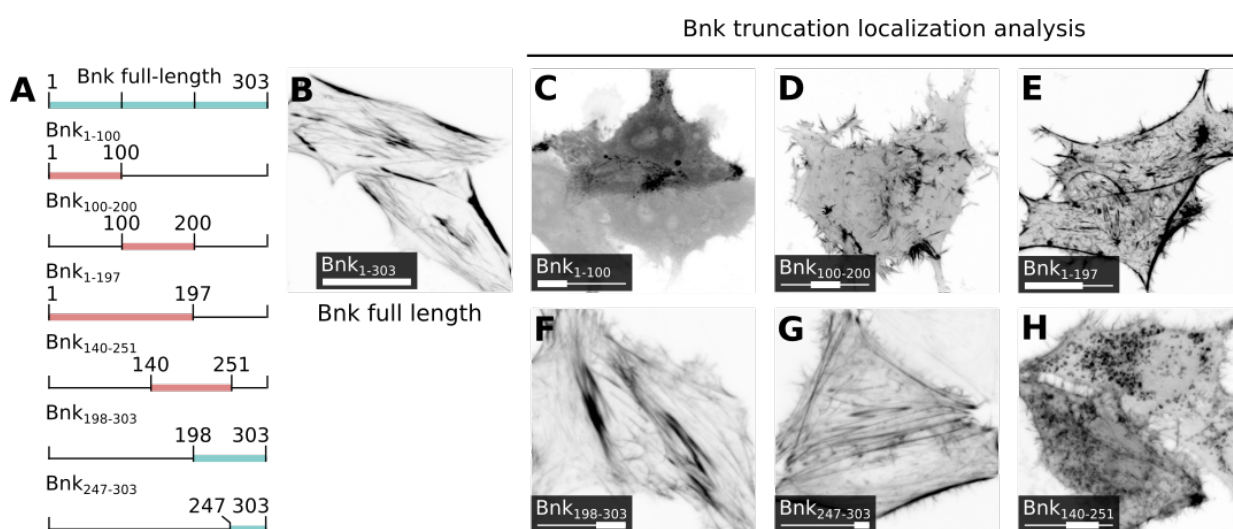 Bnk truncation localization analysis
A
1 Bnk full-length 303
Bnk1-100
1 100
Bnk100-200
100 200
Bnk1-197
1 197
Bnk140-251
140 251
Bnk198-303
198 303
Bnk247-303
247 303
B
Bnk1-303
Bnk full length
C
Bnk1-100
D
Bnk100-200
E
Bnk1-197
F
Bnk198-303
G
Bnk247-303
H
Bnk140-251